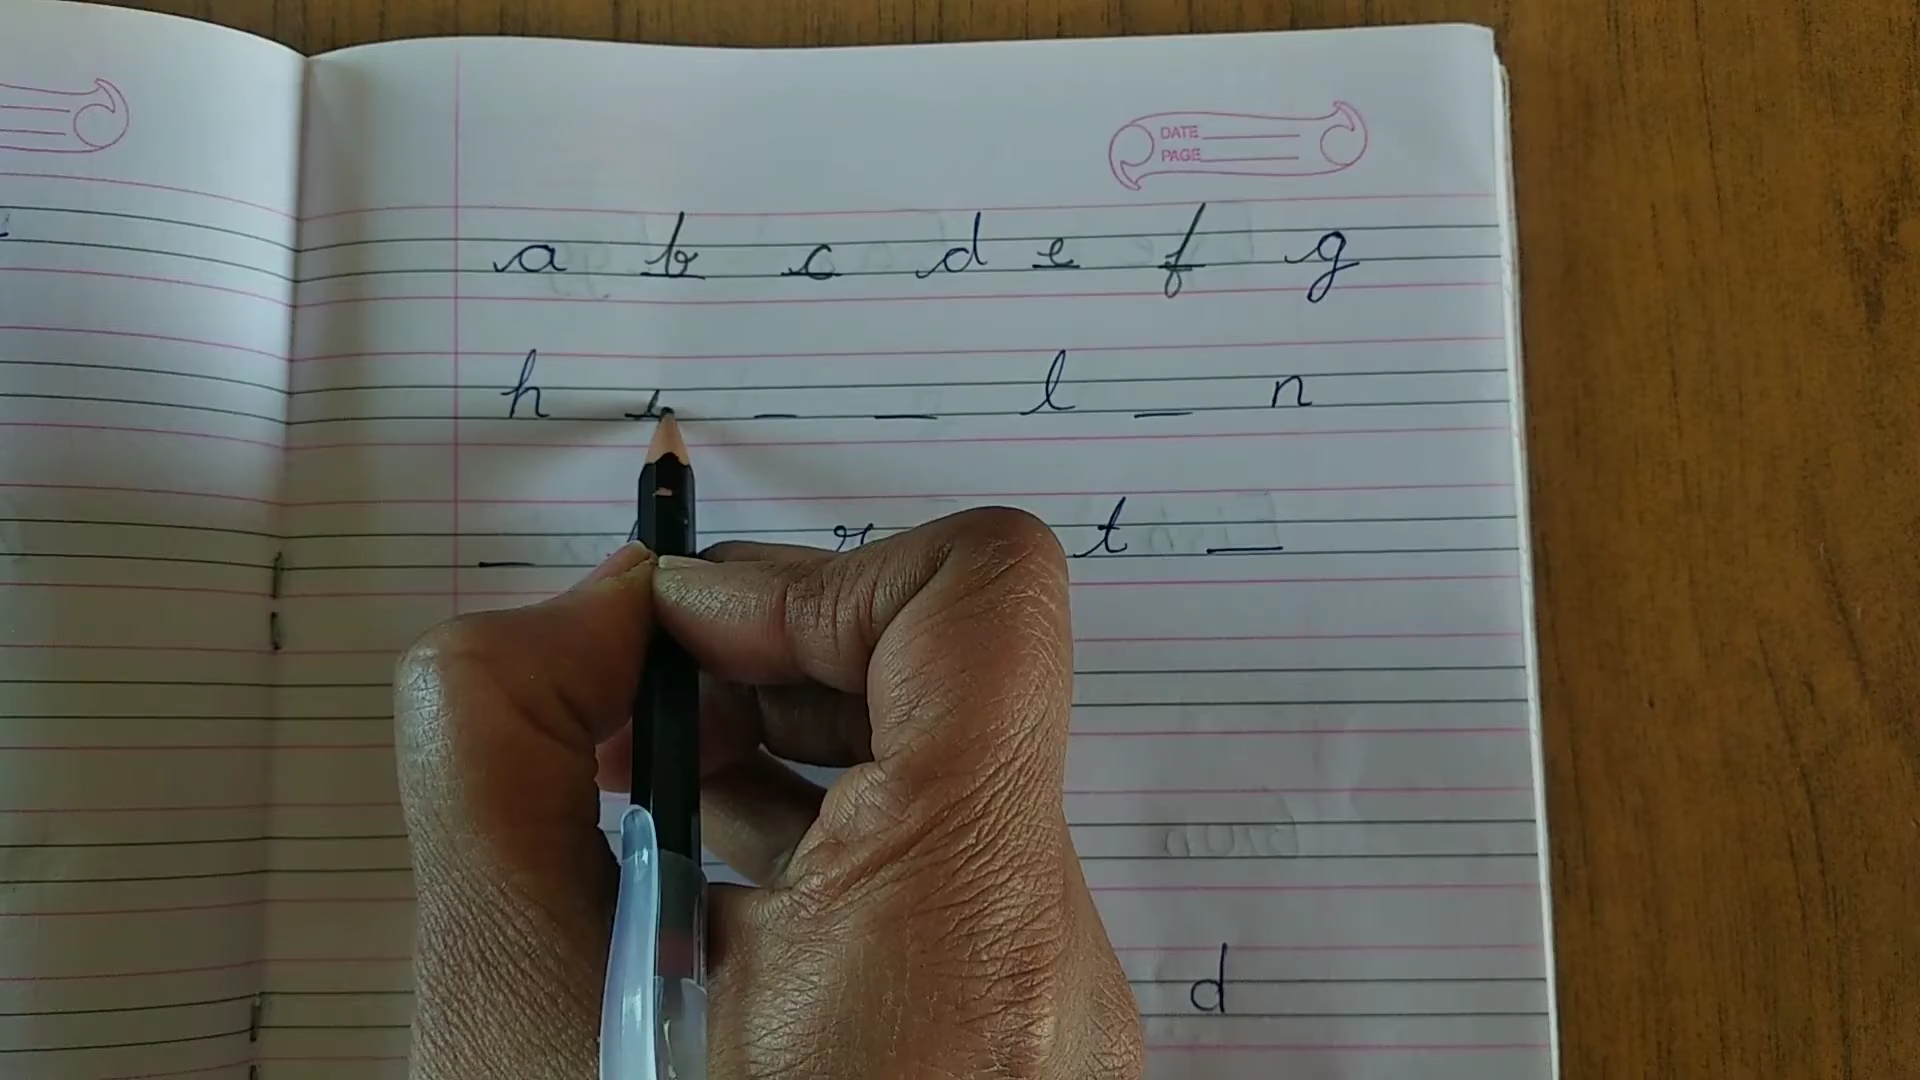 DATE
PAGE
a b c d e f g
h i _ _ l _ n
_ r t _
d